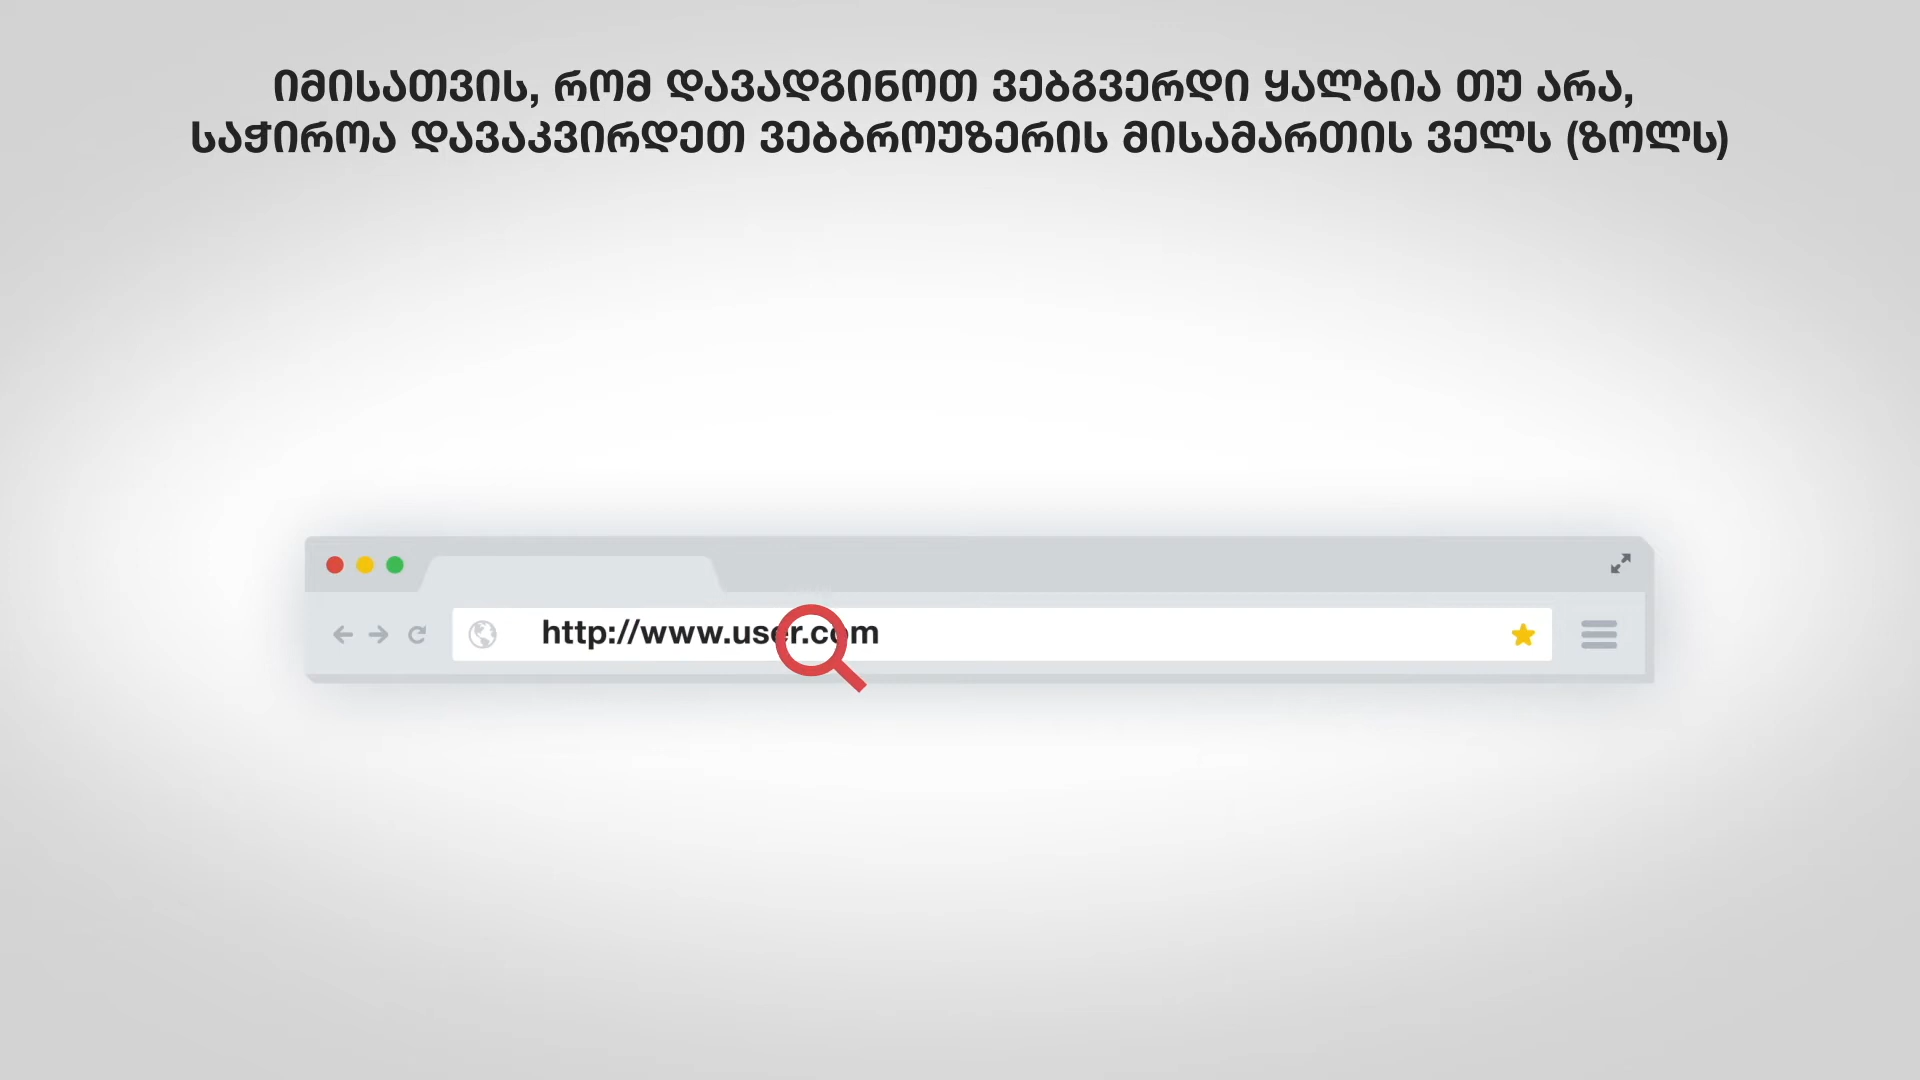 იმისათვის, რომ დავადგინოთ ვებგვერდი ყალბია თუ არა,
საჭიროა დავაკვირდეთ ვებბროუზერის მისამართის ველს (ზოლს)
http://www.user.com